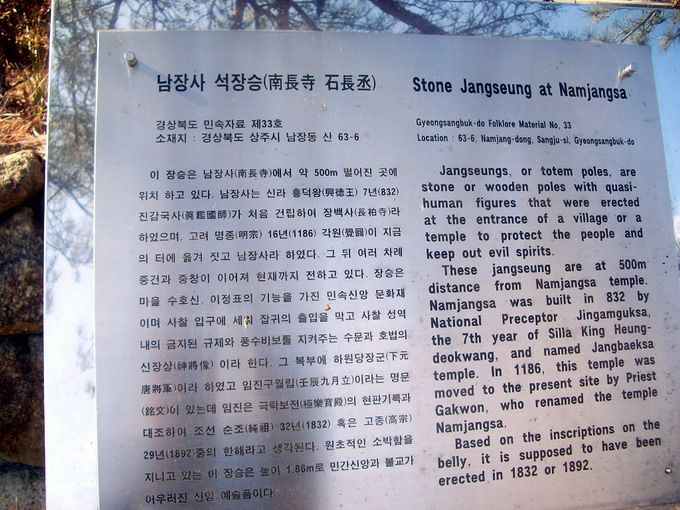 남장사 석장승(南長寺 石長丞)
경상북도 민속자료 제33호
소재지 : 경상북도 상주시 남장동 산 63-6
이 장승은 남장사(南長寺)에서 약 500m 떨어진 곳에
위치 하고 있다. 남장사는 신라 흥덕왕(興德王) 7년(832)
진감국사(眞鑑國師)가 처음 건립하여 장백사(長栢寺)라
하였으며, 고려 명종(明宗) 16년(1186) 각원(覺圓)이 지금
의 터에 옮겨 짓고 남장사라 하였다. 그 뒤 여러 차례
중건과 중창이 이어져 현재까지 전하고 있다. 장승은
마을 수호신, 이정표의 기능을 가진 민속신앙 문화재
이며 사찰 입구에 세워 잡귀의 출입을 막고 사찰 성역
내의 금지된 규제와 풍수비보를 지켜주는 수문과 호법의
신장상(神將像) 이라 한다. 그 복부에 하원당장군(下元
唐將軍)이라 하였고 임진구월립(壬辰九月立)이라는 명문
(銘文)이 있는데 임진은 극락보전(極樂寶殿)의 현판기록과
대조하여 조선 순조(純祖) 32년(1832) 혹은 고종(高宗)
29년(1892)중의 한해라고 생각된다. 원초적인 소박함을
지니고 있는 이 장승은 높이 1.86m로 민간신앙과 불교가
어우러진 신앙 예술품이다
Stone Jangseung at Namjangsa
Gyeongsangbuk-do Folklore Material No, 33
Location : 63-6, Namjang-dong, Sangju-si, Gyeongsangbuk-do
Jangseungs, or totem poles, are
stone or wooden poles with quasi-
human figures that were erected
at the entrance of a village or a
temple to protect the people and
keep out evil spirits.
These jangseung are at 500m
distance from Namjangsa temple.
Namjangsa was built in 832 by
National Preceptor Jingamguksa,
the 7th year of Silla King Heung-
deokwang, and named Jangbaeksa
temple. In 1186, this temple was
moved to the present site by Priest
Gakwon, who renamed the temple
Namjangsa.
Based on the inscriptions on the
belly, it is supposed to have been
erected in 1832 or 1892.